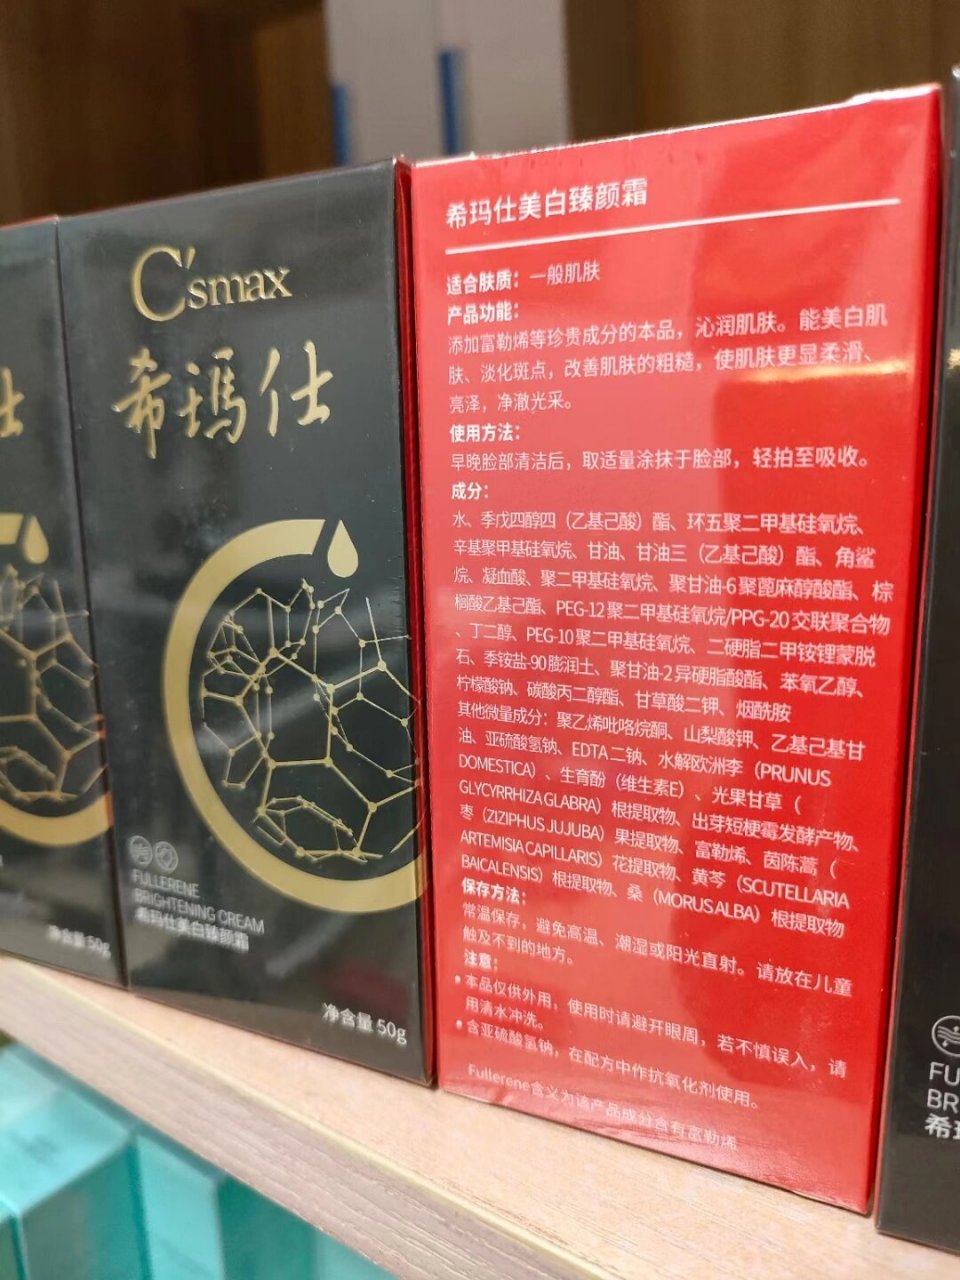 仕
净含量 50g
C'smax
希瑪仕
FULLERENE
BRIGHTENING CREAM
希玛仕美白臻颜霜
净含量 50g
希玛仕美白臻颜霜
适合肤质：一般肌肤
产品功能：
添加富勒烯等珍贵成分的本品，沁润肌肤。能美白肌
肤、淡化斑点，改善肌肤的粗糙，使肌肤更显柔滑、
亮泽，净澈光采。
使用方法：
早晚脸部清洁后，取适量涂抹于脸部，轻拍至吸收。
成分：
水、季戊四醇四（乙基己酸）酯、环五聚二甲基硅氧烷、
辛基聚甲基硅氧烷、甘油、甘油三（乙基己酸）酯、角鲨
烷、凝血酸、聚二甲基硅氧烷、聚甘油-6 聚蓖麻醇酸酯、棕
榈酸乙基己酯、PEG-12 聚二甲基硅氧烷/PPG-20 交联聚合物
、丁二醇、PEG-10 聚二甲基硅氧烷、二硬脂二甲铵锂蒙脱
石、季铵盐-90 膨润土、聚甘油-2 异硬脂酸酯、苯氧乙醇、
柠檬酸钠、碳酸丙二醇酯、甘草酸二钾、烟酰胺
其他微量成分：聚乙烯吡咯烷酮、山梨酸钾、乙基己基甘
油、亚硫酸氢钠、EDTA 二钠、水解欧洲李（PRUNUS
DOMESTICA）、生育酚（维生素E）、光果甘草（
GLYCYRRHIZA GLABRA）根提取物、出芽短梗霉发酵产物、
枣（ZIZIPHUS JUJUBA）果提取物、富勒烯、茵陈蒿（
ARTEMISIA CAPILLARIS）花提取物、黄芩（SCUTELLARIA
BAICALENSIS）根提取物、桑（MORUS ALBA）根提取物
保存方法：
常温保存，避免高温、潮湿或阳光直射。请放在儿童
触及不到的地方。
注意：
•本品仅供外用，使用时请避开眼周，若不慎误入，请
用清水冲洗。
•含亚硫酸氢钠，在配方中作抗氧化剂使用。
Fullerene含义为该产品成分含有富勒烯
FU
BR
希玛